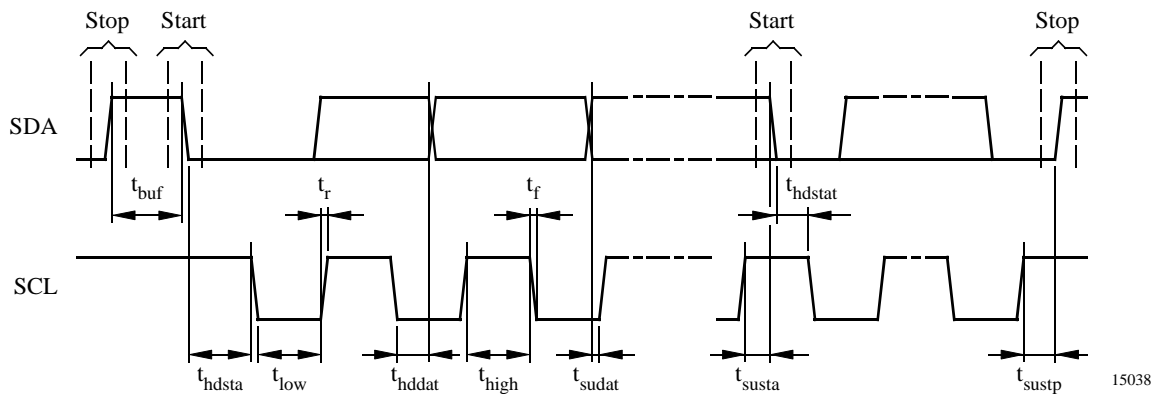 Stop Start Start Stop
SDA
t_buf t_r t_f t_hdstat
SCL
t_hdsta t_low t_hddat t_high t_sudat t_susta t_sustp 15038